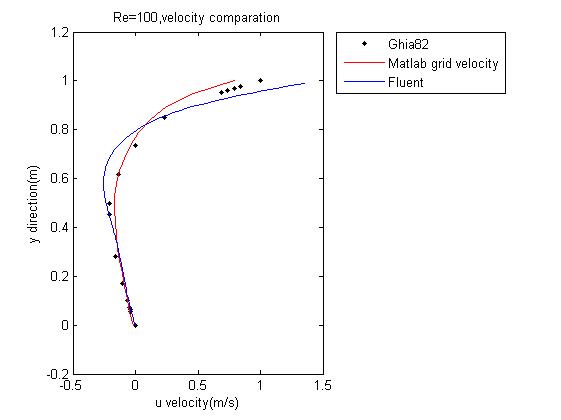 Re=100,velocity comparation
Ghia82
Matlab grid velocity
Fluent
y direction(m)
1.2
1
0.8
0.6
0.4
0.2
0
-0.2
-0.5
0
0.5
1
1.5
u velocity(m/s)